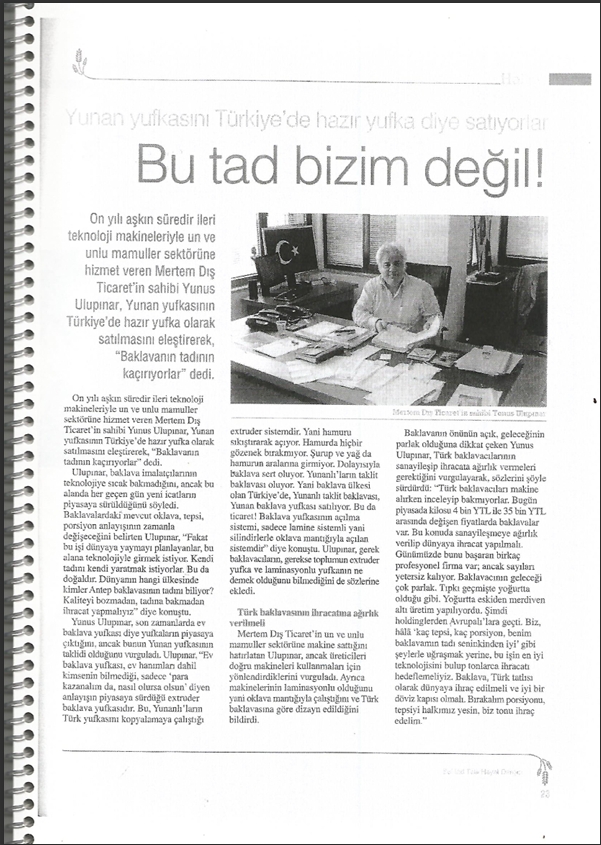 Yunan yufkasını Türkiye'de hazır yufka diye satıyorlar
Bu tad bizim değil!
On yılı aşkın süredir ileri
teknoloji makineleriyle un ve
unlu mamuller sektörüne
hizmet veren Mertem Dış
Ticaret'in sahibi Yunus
Ulupınar, Yunan yufkasının
Türkiye'de hazır yufka olarak
satılmasını eleştirerek,
"Baklavanın tadının
kaçırıyorlar" dedi.
Mertem Dış Ticaret'in sahibi Yunus Ulupınar
On yılı aşkın süredir ileri teknoloji
makineleriyle un ve unlu mamuller
sektörüne hizmet veren Mertem Dış
Ticaret'in sahibi Yunus Ulupınar, Yunan
yufkasının Türkiye'de hazır yufka olarak
satılmasını eleştirerek, "Baklavanın
tadının kaçırıyorlar" dedi.
Ulupınar, baklava imalatçılarının
teknolojiye sıcak bakmadığını, ancak bu
alanda her geçen gün yeni icatların
piyasaya sürüldüğünü söyledi.
Baklavalardaki mevcut oklava, tepsi,
porsiyon anlayışının zamanla
değişeceğini belirten Ulupınar, "Fakat
bu işi dünyaya yaymayı planlayanlar, bu
alana teknolojiyle girmek istiyor. Kendi
tadını kendi yaratmak istiyorlar. Bu da
doğaldır. Dünyanın hangi ülkesinde
kimler Antep baklavasının tadını biliyor?
Kaliteyi bozmadan, tadına bakmadan
ihracat yapmalıyız" diye konuştu.
Yunus Ulupınar, son zamanlarda ev
baklava yufkası diye yufkaların piyasaya
çıktığını, ancak bunun Yunan yufkasının
taklidi olduğunu vurguladı. Ulupınar, "Ev
baklava yufkası, ev hanımları dahil
kimsenin bilmediği, sadece 'para
kazanalım da, nasıl olursa olsun' diyen
anlayışın piyasaya sürdüğü extruder
baklava yufkasıdır. Bu, Yunanlı'ların
Türk yufkasını kopyalamaya çalıştığı
extruder sistemdir. Yani hamuru
sıkıştırarak açıyor. Hamurda hiçbir
gözenek bırakmıyor. Şurup ve yağ da
hamurun aralarına girmiyor. Dolayısıyla
baklava sert oluyor. Yunanlı'ların taklit
baklavası oluyor. Yani baklava ülkesi
olan Türkiye'de, Yunanlı taklit baklavası,
Yunan baklava yufkası satılıyor. Bu da
ticaret! Baklava yufkasının açılma
sistemi, sadece lamine sistemli yani
silindirlerle oklava mantığıyla açılan
sistemdir" diye konuştu. Ulupınar, gerek
baklavacıların, gerekse toplumun extruder
yufka ve laminasyonlu yufkanın ne
demek olduğunu bilmediğini de sözlerine
ekledi.
Türk baklavasının ihracatına ağırlık
verilmeli
Mertem Dış Ticaret'in un ve unlu
mamuller sektörüne makine sattığını
hatırlatan Ulupınar, ancak üreticileri
doğru makineleri kullanmaları için
yönlendirdiklerini vurguladı. Ayrıca
makinelerinin laminasyonlu olduğunu
yani oklava mantığıyla çalıştığını ve Türk
baklavasına göre dizayn edildiğini
bildirdi.
Baklavanın önünün açık, geleceğinin
parlak olduğuna dikkat çeken Yunus
Ulupınar, Türk baklavacılarının
sanayileşip ihracata ağırlık vermeleri
gerektiğini vurgulayarak, sözlerini şöyle
sürdürdü: "Türk baklavacıları makine
alırken inceleyip bakmıyorlar. Bugün
piyasada kilosu 4 bin YTL ile 35 bin YTL
arasında değişen fiyatlarda baklavalar
var. Bu konuda sanayileşmeye ağırlık
verilip dünyaya ihracat yapılmalı.
Günümüzde bunu başaran birkaç
profesyonel firma var; ancak sayıları
yetersiz kalıyor. Baklavacının geleceği
çok parlak. Tıpkı geçmişte yoğurtta
olduğu gibi. Yoğurtta eskiden merdiven
altı üretim yapılıyordu. Şimdi
holdinglerden Avrupalı'lara geçti. Biz,
hâlâ 'kaç tepsi, kaç porsiyon, benim
baklavamın tadı seninkinden iyi' gibi
şeylerle uğraşmak yerine, bu işin en iyi
teknolojisini bulup tonlarca ihracatı
hedeflemeliyiz. Baklava, Türk tatlısı
olarak dünyaya ihraç edilmeli ve iyi bir
döviz kapısı olmalı. Bırakalım porsiyonu,
tepsiyi halkımız yesin, biz tonu ihraç
edelim."